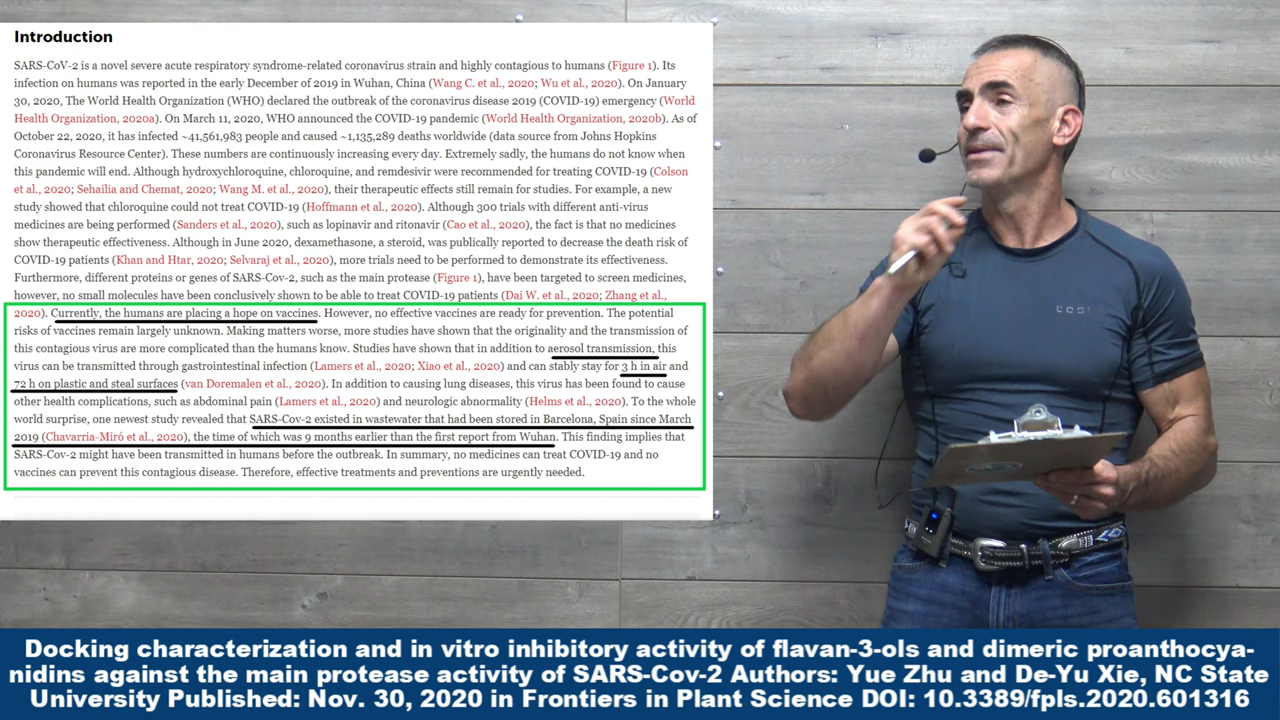 Introduction
SARS-CoV-2 is a novel severe acute respiratory syndrome-related coronavirus strain and highly contagious to humans (Figure 1). Its
infection on humans was reported in the early December of 2019 in Wuhan, China (Wang C. et al., 2020; Wu et al., 2020). On January
30, 2020, The World Health Organization (WHO) declared the outbreak of the coronavirus disease 2019 (COVID-19) emergency (World
Health Organization, 2020a). On March 11, 2020, WHO announced the COVID-19 pandemic (World Health Organization, 2020b). As of
October 22, 2020, it has infected ~41,561,983 people and caused ~1,135,289 deaths worldwide (data source from Johns Hopkins
Coronavirus Resource Center). These numbers are continuously increasing every day. Extremely sadly, the humans do not know when
this pandemic will end. Although hydroxychloroquine, chloroquine, and remdesivir were recommended for treating COVID-19 (Colson
et al., 2020; Sehailia and Chemat, 2020; Wang M. et al., 2020), their therapeutic effects still remain for studies. For example, a new
study showed that chloroquine could not treat COVID-19 (Hoffmann et al., 2020). Although 300 trials with different anti-virus
medicines are being performed (Sanders et al., 2020), such as lopinavir and ritonavir (Cao et al., 2020), the fact is that no medicines
show therapeutic effectiveness. Although in June 2020, dexamethasone, a steroid, was publically reported to decrease the death risk of
COVID-19 patients (Khan and Htar, 2020; Selvaraj et al., 2020), more trials need to be performed to demonstrate its effectiveness.
Furthermore, different proteins or genes of SARS-Cov-2, such as the main protease (Figure 1), have been targeted to screen medicines,
however, no small molecules have been conclusively shown to be able to treat COVID-19 patients (Dai W. et al., 2020; Zhang et al.,
2020). Currently, the humans are placing a hope on vaccines. However, no effective vaccines are ready for prevention. The potential
risks of vaccines remain largely unknown. Making matters worse, more studies have shown that the originality and the transmission of
this contagious virus are more complicated than the humans know. Studies have shown that in addition to aerosol transmission, this
virus can be transmitted through gastrointestinal infection (Lamers et al., 2020; Xiao et al., 2020) and can stably stay for 3 h in air and
72 h on plastic and steal surfaces (van Doremalen et al., 2020). In addition to causing lung diseases, this virus has been found to cause
other health complications, such as abdominal pain (Lamers et al., 2020) and neurologic abnormality (Helms et al., 2020). To the whole
world surprise, one newest study revealed that SARS-Cov-2 existed in wastewater that had been stored in Barcelona, Spain since March
2019 (Chavarria-Miró et al., 2020), the time of which was 9 months earlier than the first report from Wuhan. This finding implies that
SARS-Cov-2 might have been transmitted in humans before the outbreak. In summary, no medicines can treat COVID-19 and no
vaccines can prevent this contagious disease. Therefore, effective treatments and preventions are urgently needed.
Docking characterization and in vitro inhibitory activity of flavan-3-ols and dimeric proanthocya-
nidins against the main protease activity of SARS-Cov-2 Authors: Yue Zhu and De-Yu Xie, NC State
University Published: Nov. 30, 2020 in Frontiers in Plant Science DOI: 10.3389/fpls.2020.601316